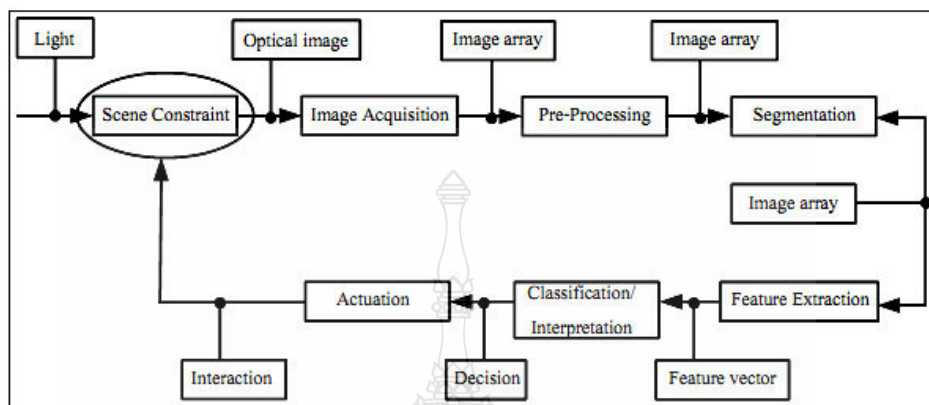 Light
Optical image
Image array
Image array
Scene Constraint
Image Acquisition
Pre-Processing
Segmentation
Image array
Actuation
Classification/
Interpretation
Feature Extraction
Interaction
Decision
Feature vector